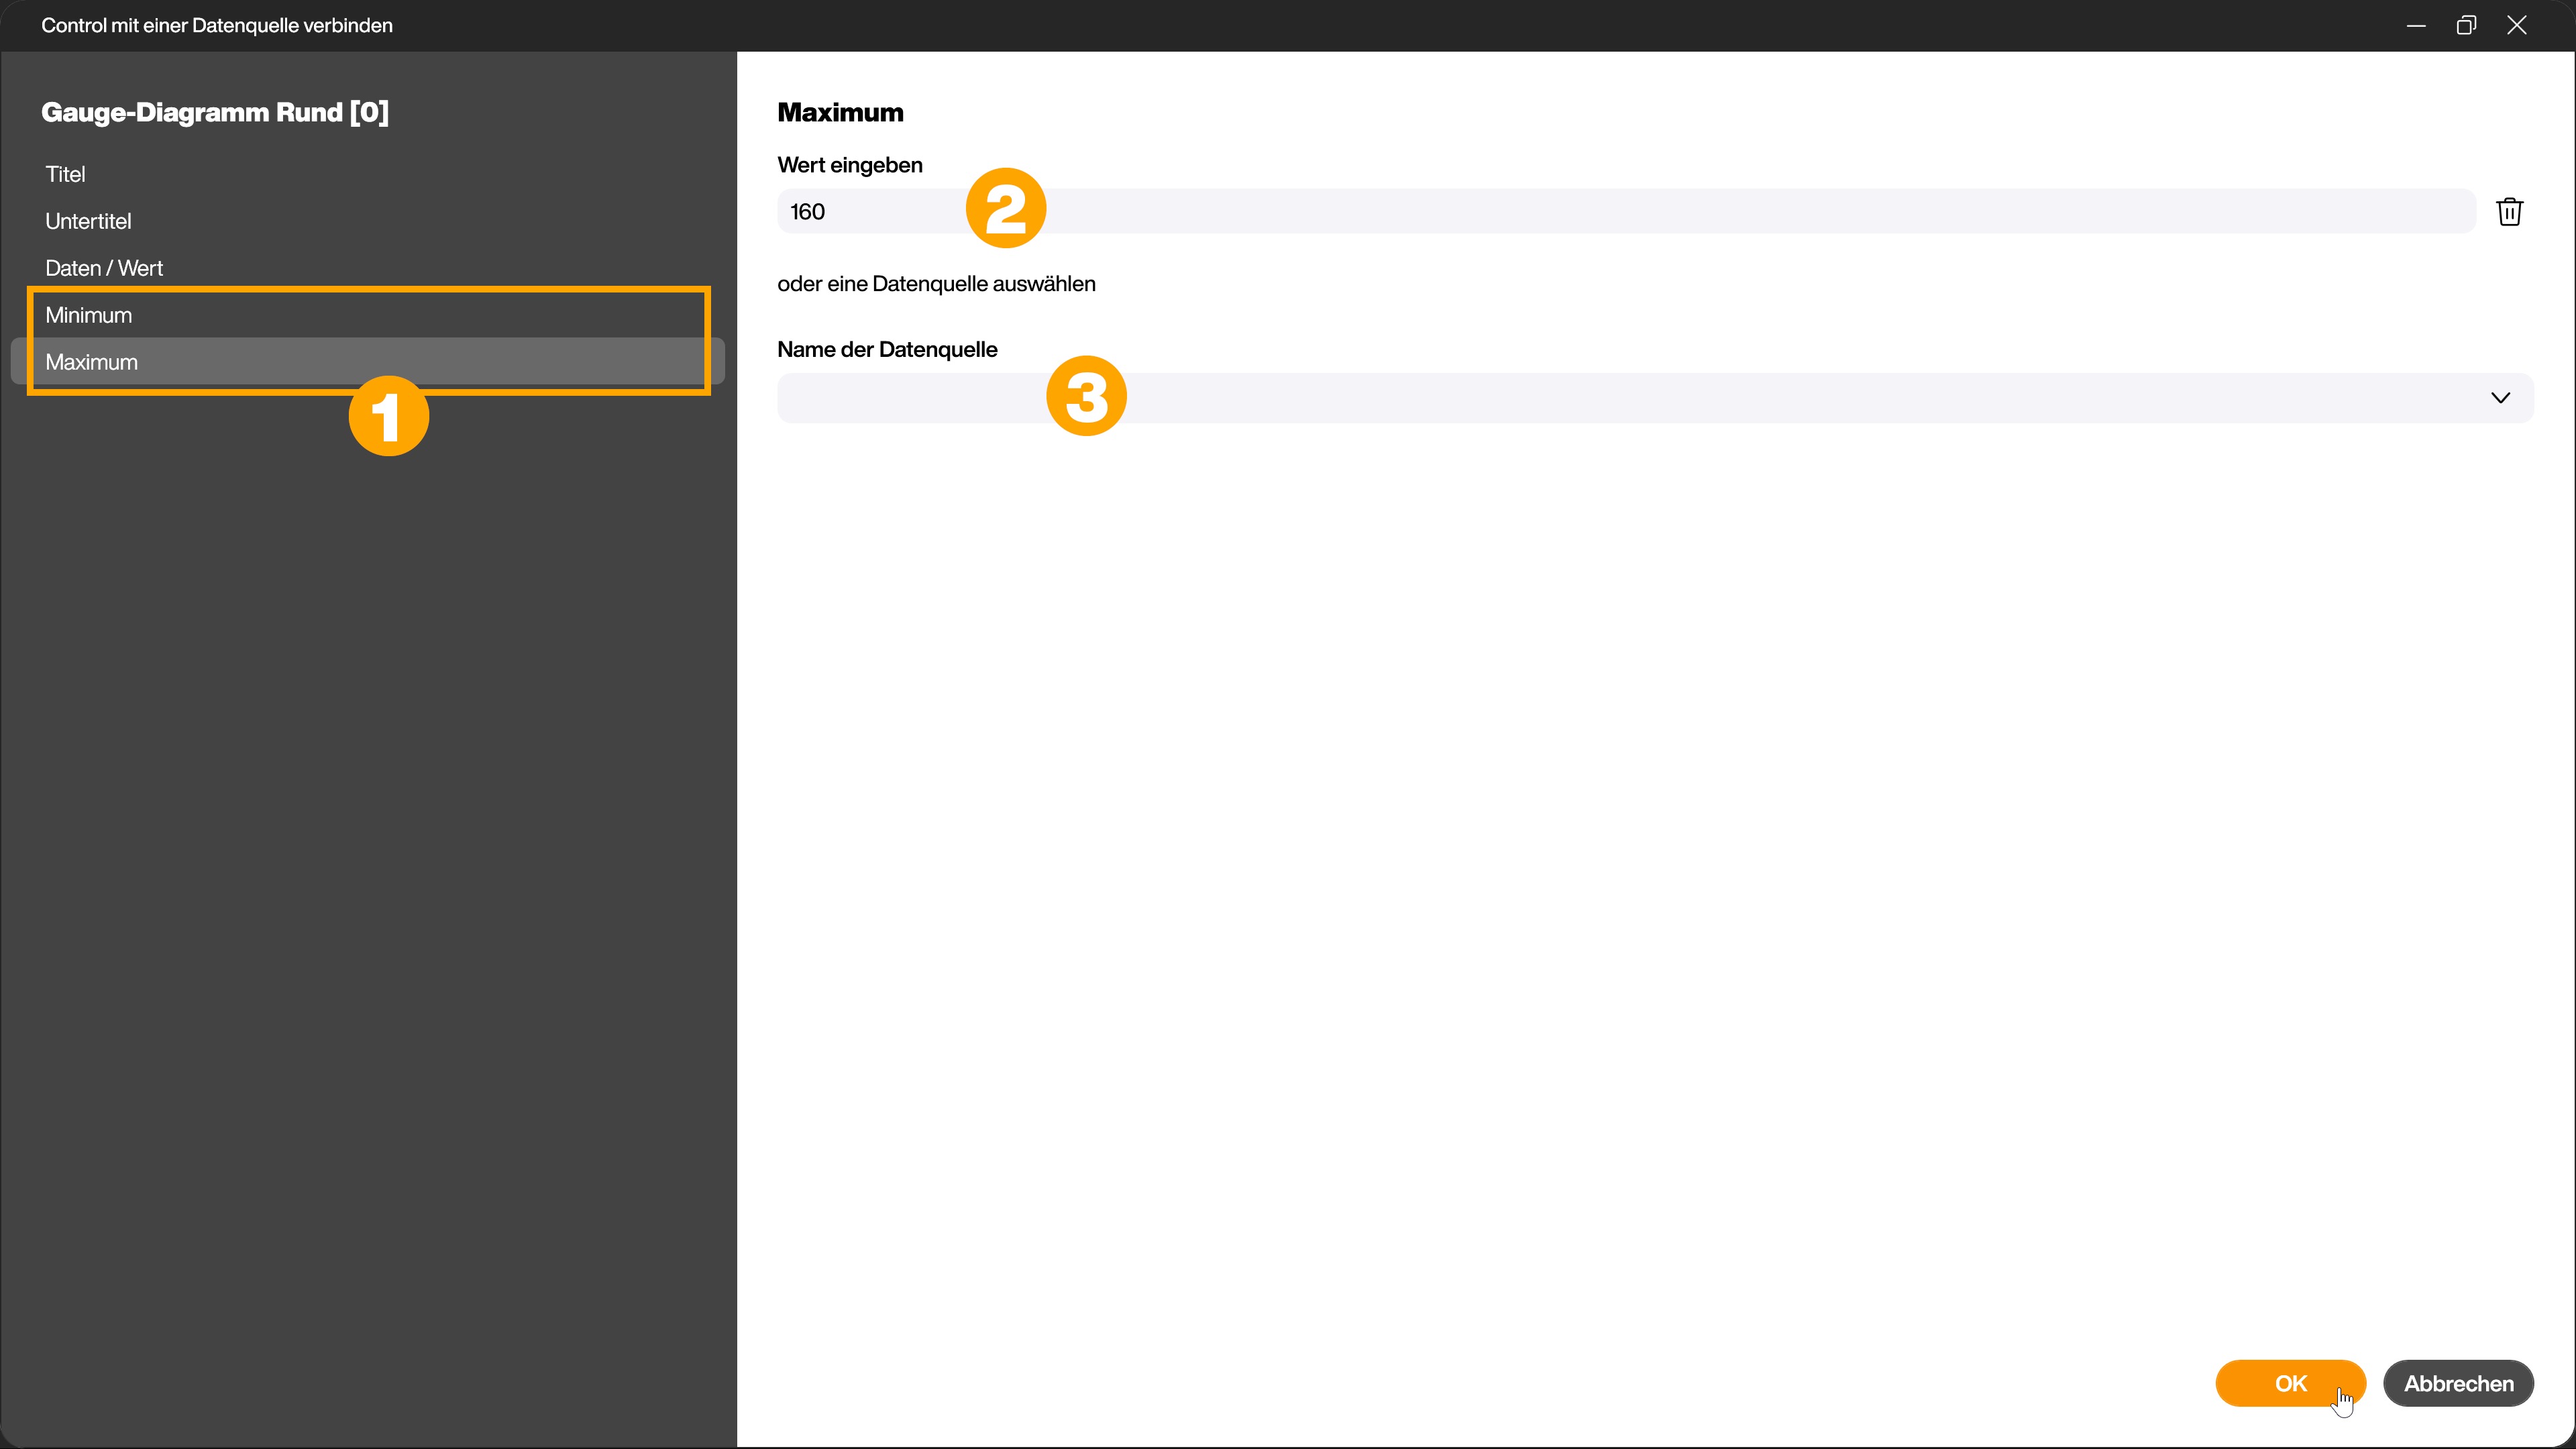 Control mit einer Datenquelle verbinden
Gauge-Diagramm Rund [0]
Titel
Untertitel
Daten / Wert
Minimum
Maximum
1
Maximum
Wert eingeben
160
2
oder eine Datenquelle auswählen
Name der Datenquelle
3
OK
Abbrechen